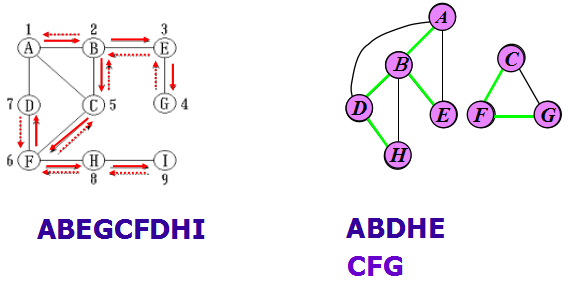 1 2 3
A B E
7 D C 5 G 4
6 F H I
8 9
A
B
C
D E F G
H
ABEGCFDHI
ABDHE
CFG